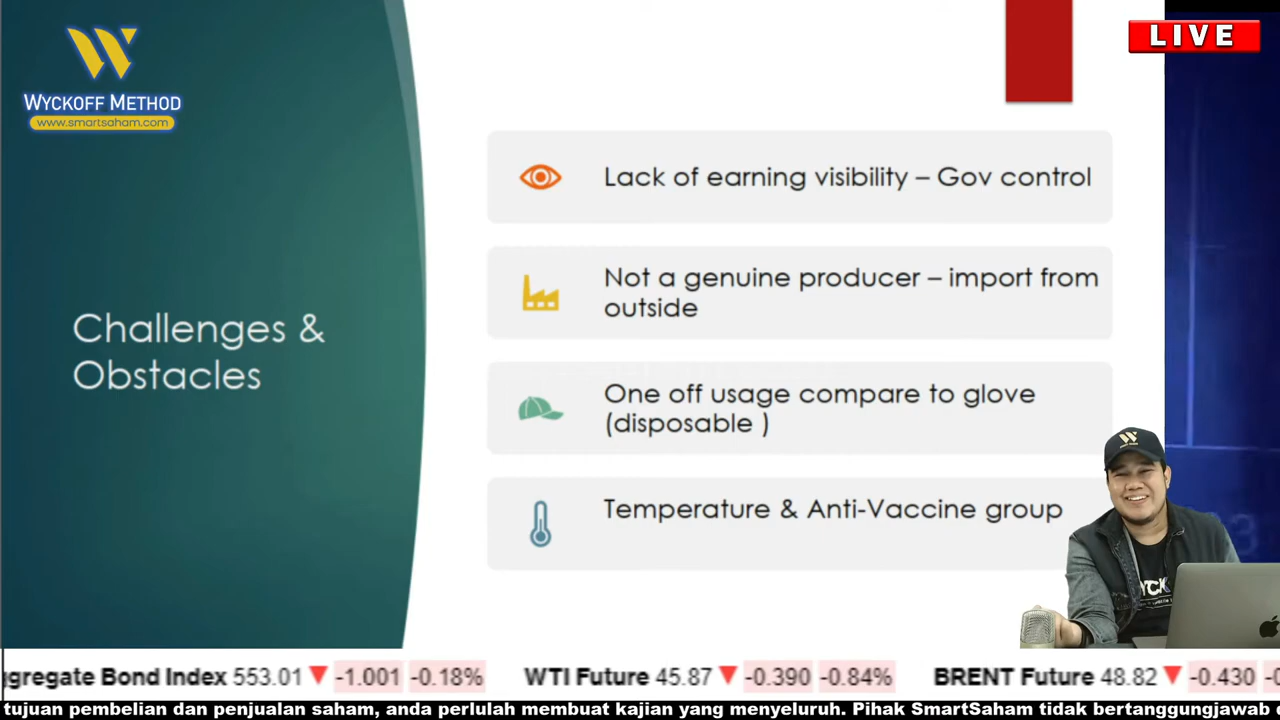 W
WYCKOFF METHOD
www.smartsaham.com
LIVE
Challenges &
Obstacles
Lack of earning visibility – Gov control
Not a genuine producer – import from
outside
One off usage compare to glove
(disposable )
Temperature & Anti-Vaccine group
ggregate Bond Index 553.01 ▼ -1.001 -0.18% WTI Future 45.87 ▼ -0.390 -0.84% BRENT Future 48.82 ▼ -0.430
tujuan pembelian dan penjualan saham, anda perlulah membuat kajian yang menyeluruh. Pihak SmartSaham tidak bertanggungjawab